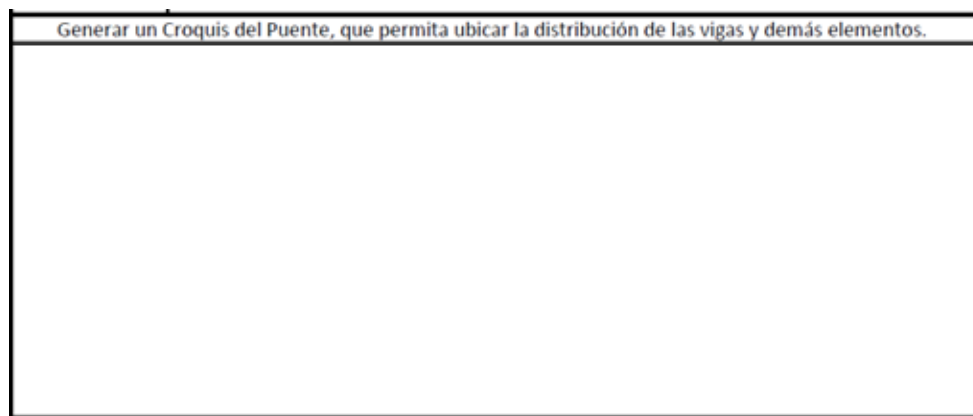 Generar un Croquis del Puente, que permita ubicar la distribución de las vigas y demás elementos.